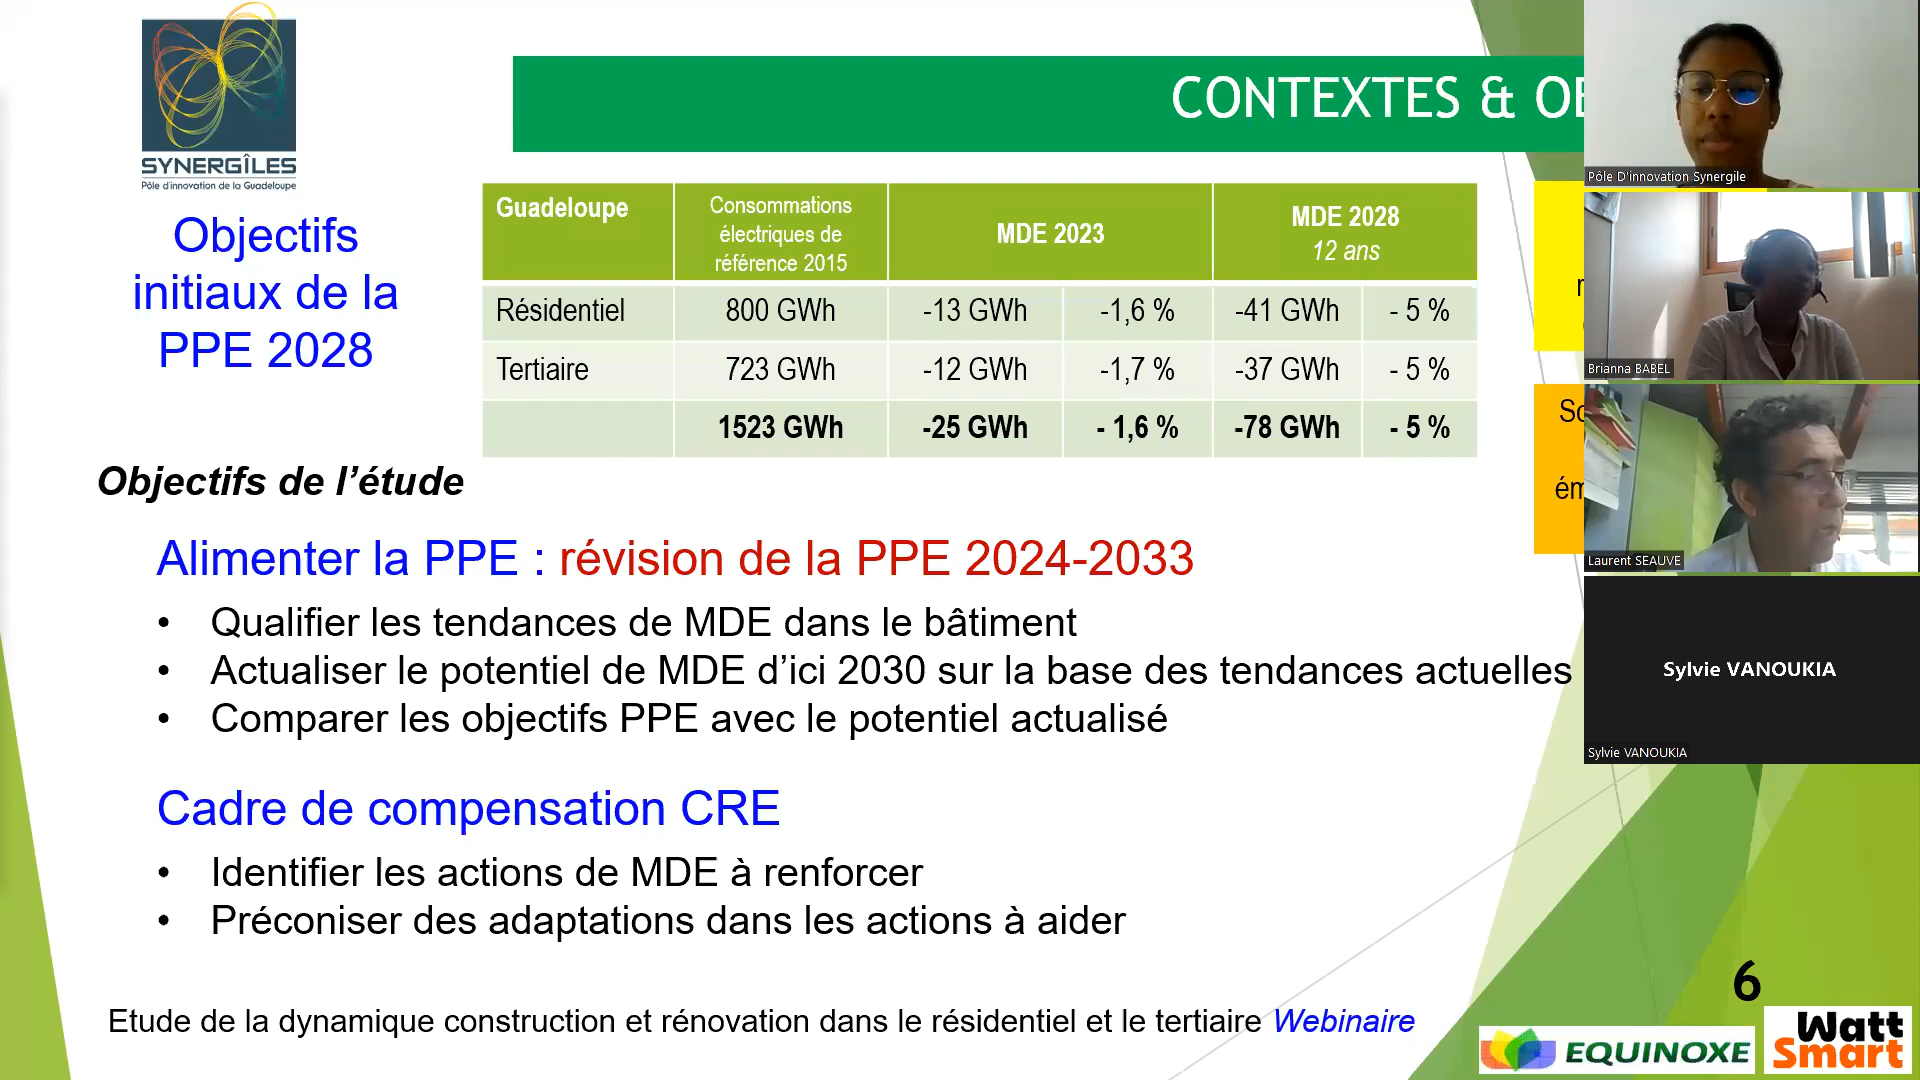 SYNERGÎLES
Pôle d'innovation de la Guadeloupe
CONTEXTES & OB
Objectifs
initiaux de la
PPE 2028
Guadeloupe
Consommations
électriques de
référence 2015
MDE 2023
MDE 2028
12 ans
Résidentiel 800 GWh -13 GWh -1,6 % -41 GWh - 5 %
Tertiaire 723 GWh -12 GWh -1,7 % -37 GWh - 5 %
1523 GWh -25 GWh - 1,6 % -78 GWh - 5 %
Objectifs de l’étude
Alimenter la PPE : révision de la PPE 2024-2033
• Qualifier les tendances de MDE dans le bâtiment
• Actualiser le potentiel de MDE d’ici 2030 sur la base des tendances actuelles
• Comparer les objectifs PPE avec le potentiel actualisé
Cadre de compensation CRE
• Identifier les actions de MDE à renforcer
• Préconiser des adaptations dans les actions à aider
Etude de la dynamique construction et rénovation dans le résidentiel et le tertiaire Webinaire
6
EQUINOXE
Watt
Smart
Pôle D'innovation Synergile
Brianna BABEL
Laurent SEAUVE
Sylvie VANOUKIA
Sylvie VANOUKIA